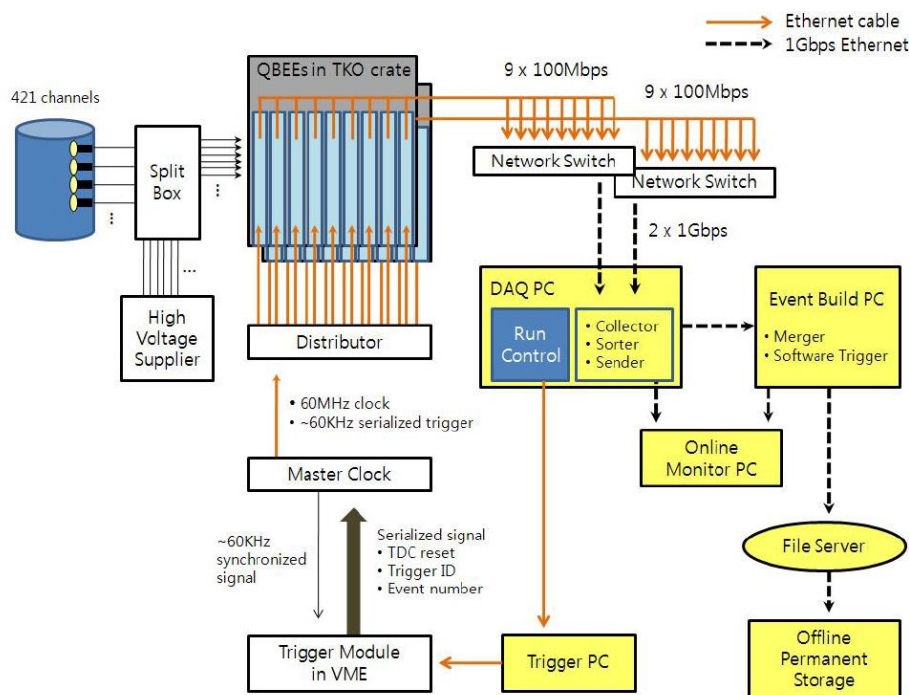 Ethernet cable
1Gbps Ethernet
QBEEs in TKO crate
9 x 100Mbps
9 x 100Mbps
421 channels
Split
Box
Network Switch
Network Switch
2 x 1Gbps
High
Voltage
Supplier
Distributor
DAQ PC
Run
Control
• Collector
• Sorter
• Sender
Event Build PC
• Merger
• Software Trigger
• 60MHz clock
• ~60KHz serialized trigger
Online
Monitor PC
Master Clock
~60KHz
synchronized
signal
Serialized signal
• TDC reset
• Trigger ID
• Event number
File Server
Trigger Module
in VME
Trigger PC
Offline
Permanent
Storage